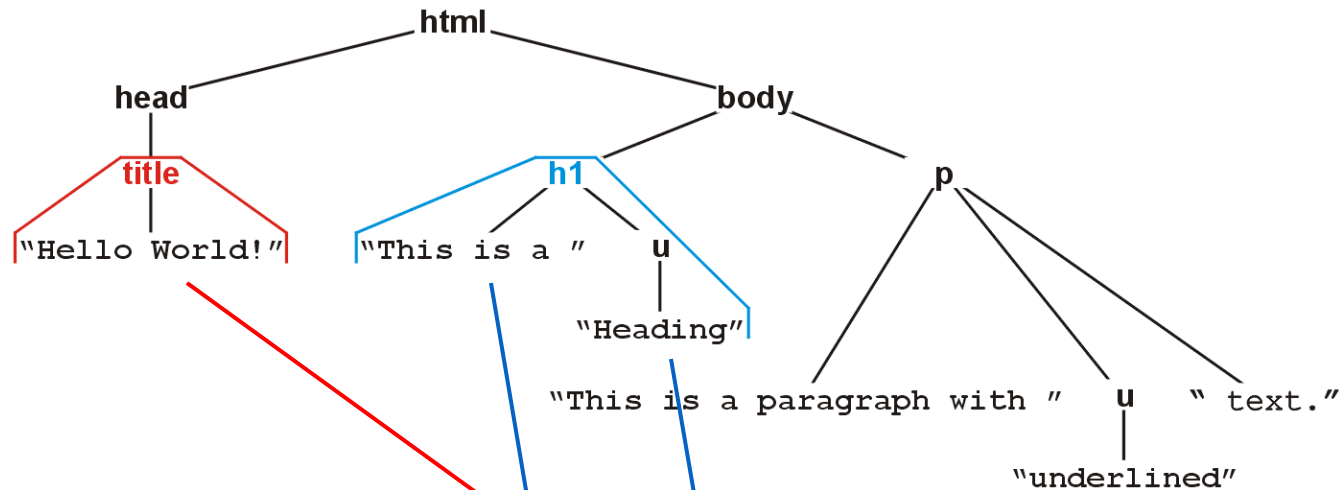 html
head body
title h1 p
“Hello World!” “This is a ” u
“Heading”
“This is a paragraph with ” u “ text.”
“underlined”